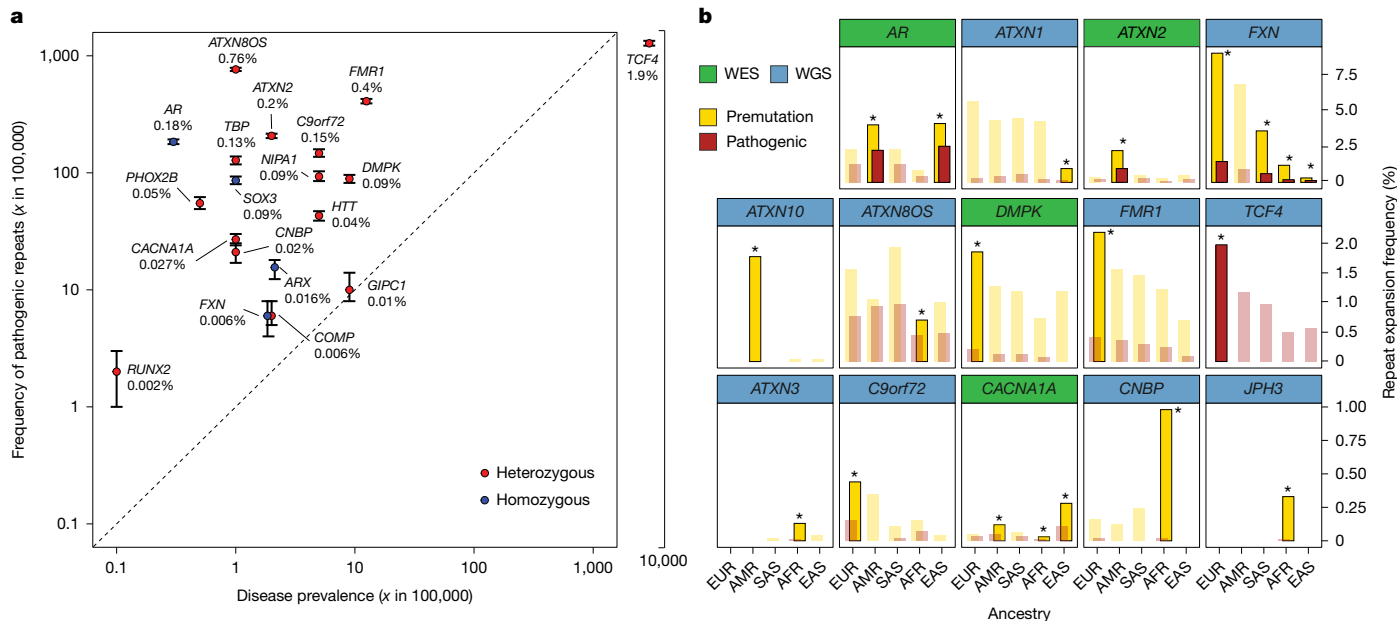 a
Frequency of pathogenic repeats (x in 100,000)
1,000
100
10
1
0.1
ATXN8OS
0.76%
FMR1
0.4%
TCF4
1.9%
ATXN2
0.2%
AR
0.18%
TBP
0.13%
C9orf72
0.15%
NIPA1
0.09%
DMPK
0.09%
PHOX2B
0.05%
SOX3
0.09%
HTT
0.04%
CNBP
0.02%
CACNA1A
0.027%
ARX
0.016%
GIPC1
0.01%
FXN
0.006%
COMP
0.006%
RUNX2
0.002%
Heterozygous
Homozygous
0.1
1
10
100
1,000
10,000
Disease prevalence (x in 100,000)
b
WES
WGS
Premutation
Pathogenic
AR
ATXN1
ATXN2
FXN
* * * * * * * *
7.5
5.0
2.5
0
ATXN10
ATXN8OS
DMPK
FMR1
TCF4
* * * * *
2.0
1.5
1.0
0.5
0
ATXN3
C9orf72
CACNA1A
CNBP
JPH3
* * * * * * *
1.00
0.75
0.50
0.25
0
Repeat expansion frequency (%)
EUR AMR SAS AFR EAS
EUR AMR SAS AFR EAS
EUR AMR SAS AFR EAS
EUR AMR SAS AFR EAS
EUR AMR SAS AFR EAS
Ancestry